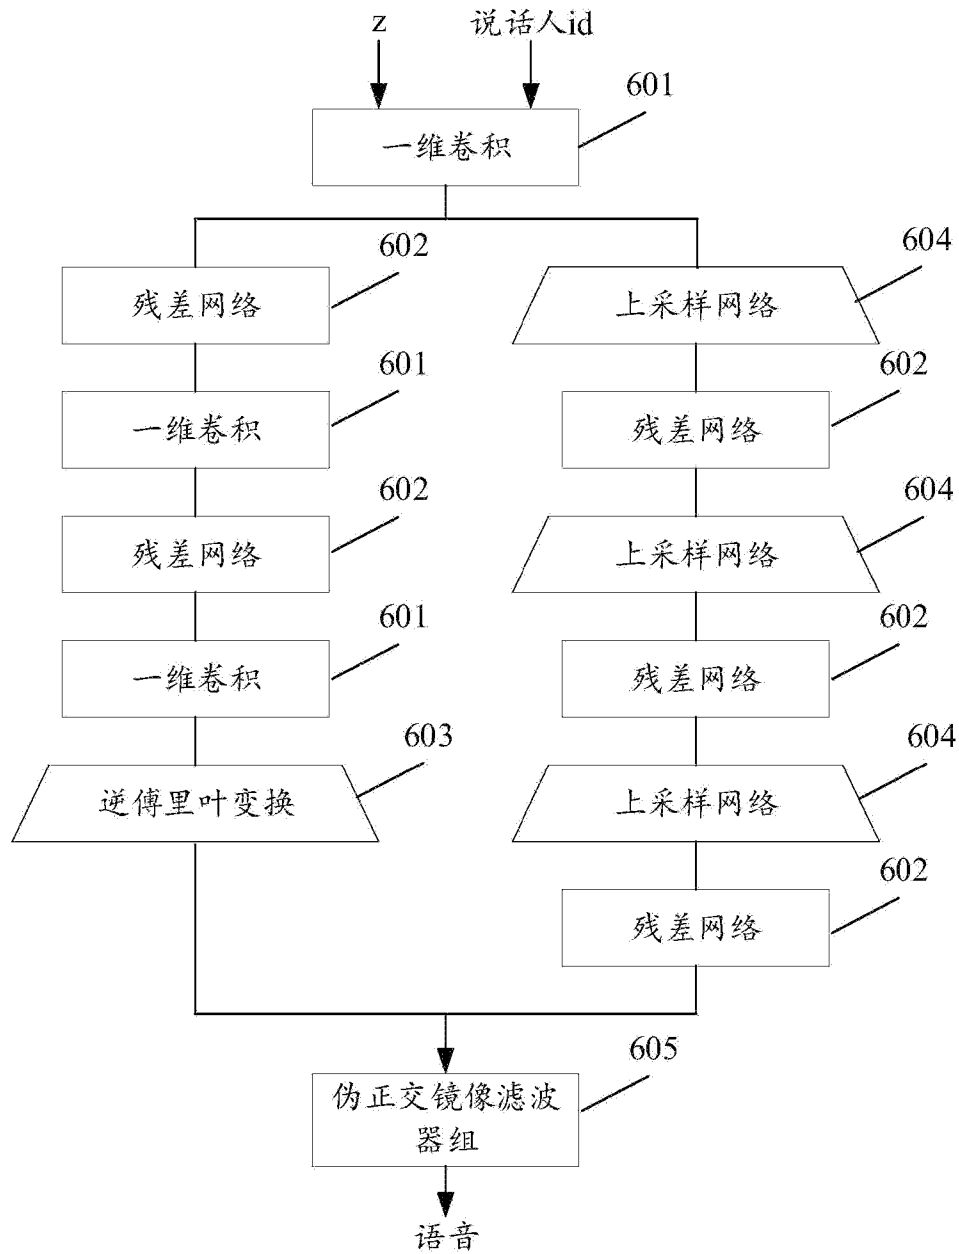 z 说话人id
601
一维卷积
602 604
残差网络 上采样网络
601 602
一维卷积 残差网络
602 604
残差网络 上采样网络
601 602
一维卷积 残差网络
603 604
逆傅里叶变换 上采样网络
602
残差网络
605
伪正交镜像滤波
器组
语音